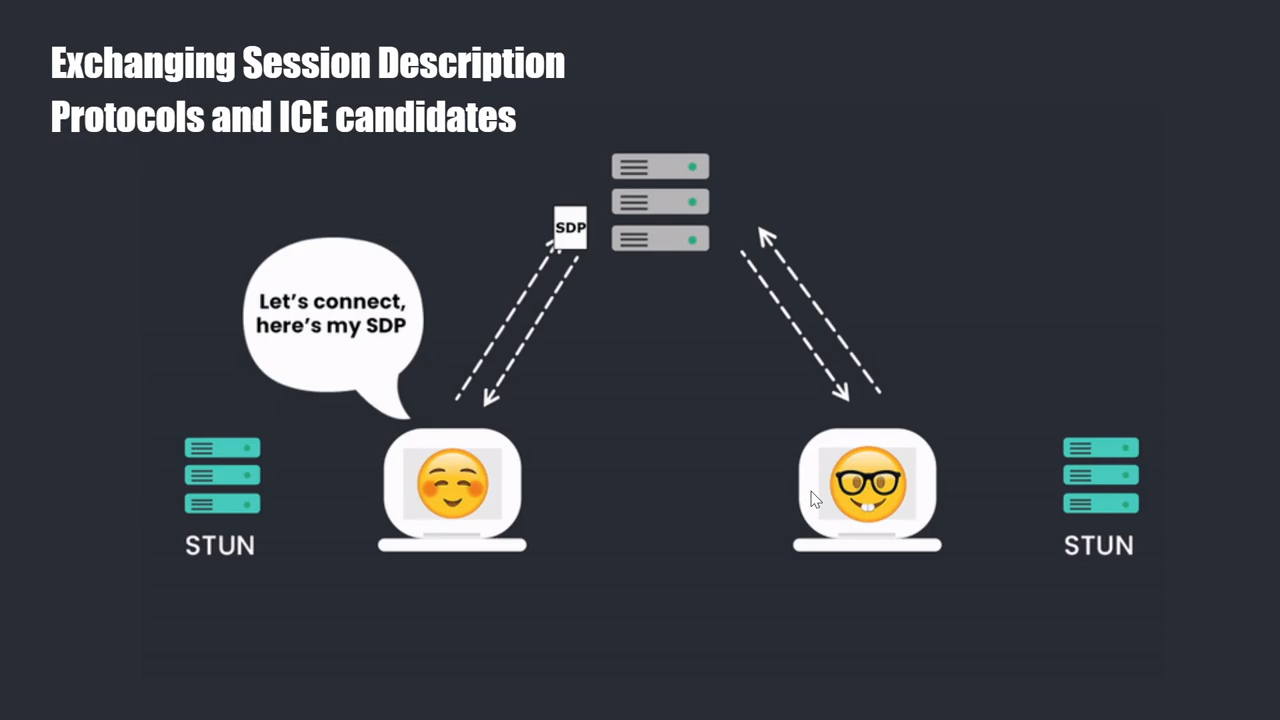 Exchanging Session Description
Protocols and ICE candidates
SDP
Let's connect,
here's my SDP
STUN
STUN